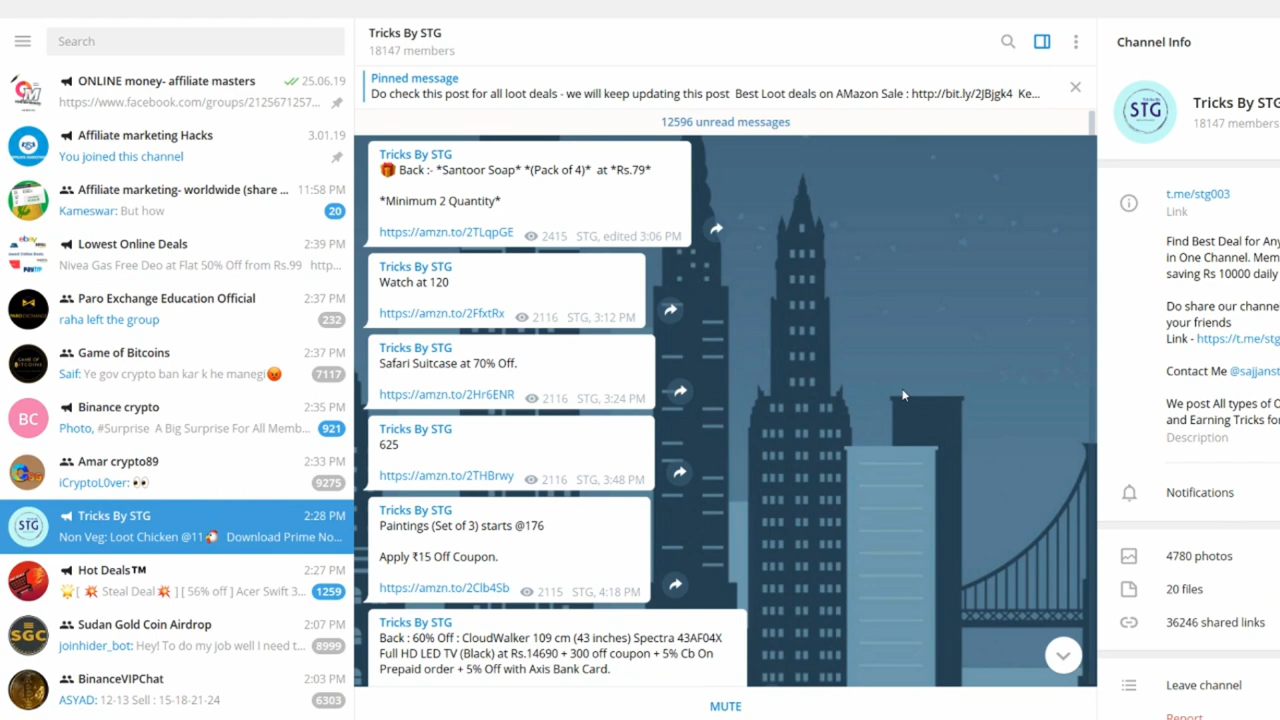 Search
ONLINE money- affiliate masters 25.06.19
https://www.facebook.com/groups/2125671257...
Affiliate marketing Hacks 3.01.19
You joined this channel
Affiliate marketing- worldwide (share ... 11:58 PM
Kameswar: But how 20
Lowest Online Deals 2:39 PM
Nivea Gas Free Deo at Flat 50% Off from Rs.99 http...
Paro Exchange Education Official 2:37 PM
raha left the group 232
Game of Bitcoins 2:37 PM
Saif: Ye gov crypto ban kar k he manegi 7117
BC
Binance crypto 2:35 PM
Photo, #Surprise A Big Surprise For All Memb... 921
Amar crypto89 2:33 PM
iCryptoL0ver: 9275
STG
Tricks By STG 2:28 PM
Non Veg: Loot Chicken @11 Download Prime No...
Hot Deals™ 2:27 PM
[ Steal Deal ] [ 56% off ] Acer Swift 3... 1259
SGC
Sudan Gold Coin Airdrop 2:07 PM
joinhider_bot: Hey! To do my job well I need t... 8999
BinanceVIPChat 2:03 PM
ASYAD: 12-13 Sell : 15-18-21-24 6303
Tricks By STG
18147 members
Pinned message
Do check this post for all loot deals - we will keep updating this post Best Loot deals on AMazon Sale : http://bit.ly/2JBjgk4 Ke...
12596 unread messages
Tricks By STG
Back :- *Santoor Soap* *(Pack of 4)* at *Rs.79*
*Minimum 2 Quantity*
https://amzn.to/2TLqpGE 2415 STG, edited 3:06 PM
Tricks By STG
Watch at 120
https://amzn.to/2FfxtRx 2116 STG, 3:12 PM
Tricks By STG
Safari Suitcase at 70% Off.
https://amzn.to/2Hr6ENR 2116 STG, 3:24 PM
Tricks By STG
625
https://amzn.to/2THBrwy 2116 STG, 3:48 PM
Tricks By STG
Paintings (Set of 3) starts @176
Apply ₹15 Off Coupon.
https://amzn.to/2Clb4Sb 2115 STG, 4:18 PM
Tricks By STG
Back : 60% Off : CloudWalker 109 cm (43 inches) Spectra 43AF04X
Full HD LED TV (Black) at Rs.14690 + 300 off coupon + 5% Cb On
Prepaid order + 5% Off with Axis Bank Card.
MUTE
Channel Info
STG
Tricks By STG
18147 members
t.me/stg003
Link
Find Best Deal for An
in One Channel. Mem
saving Rs 10000 daily
Do share our channe
your friends
Link - https://t.me/stg
Contact Me @sajjanst
We post All types of O
and Earning Tricks for
Description
Notifications
4780 photos
20 files
36246 shared links
Leave channel
Report